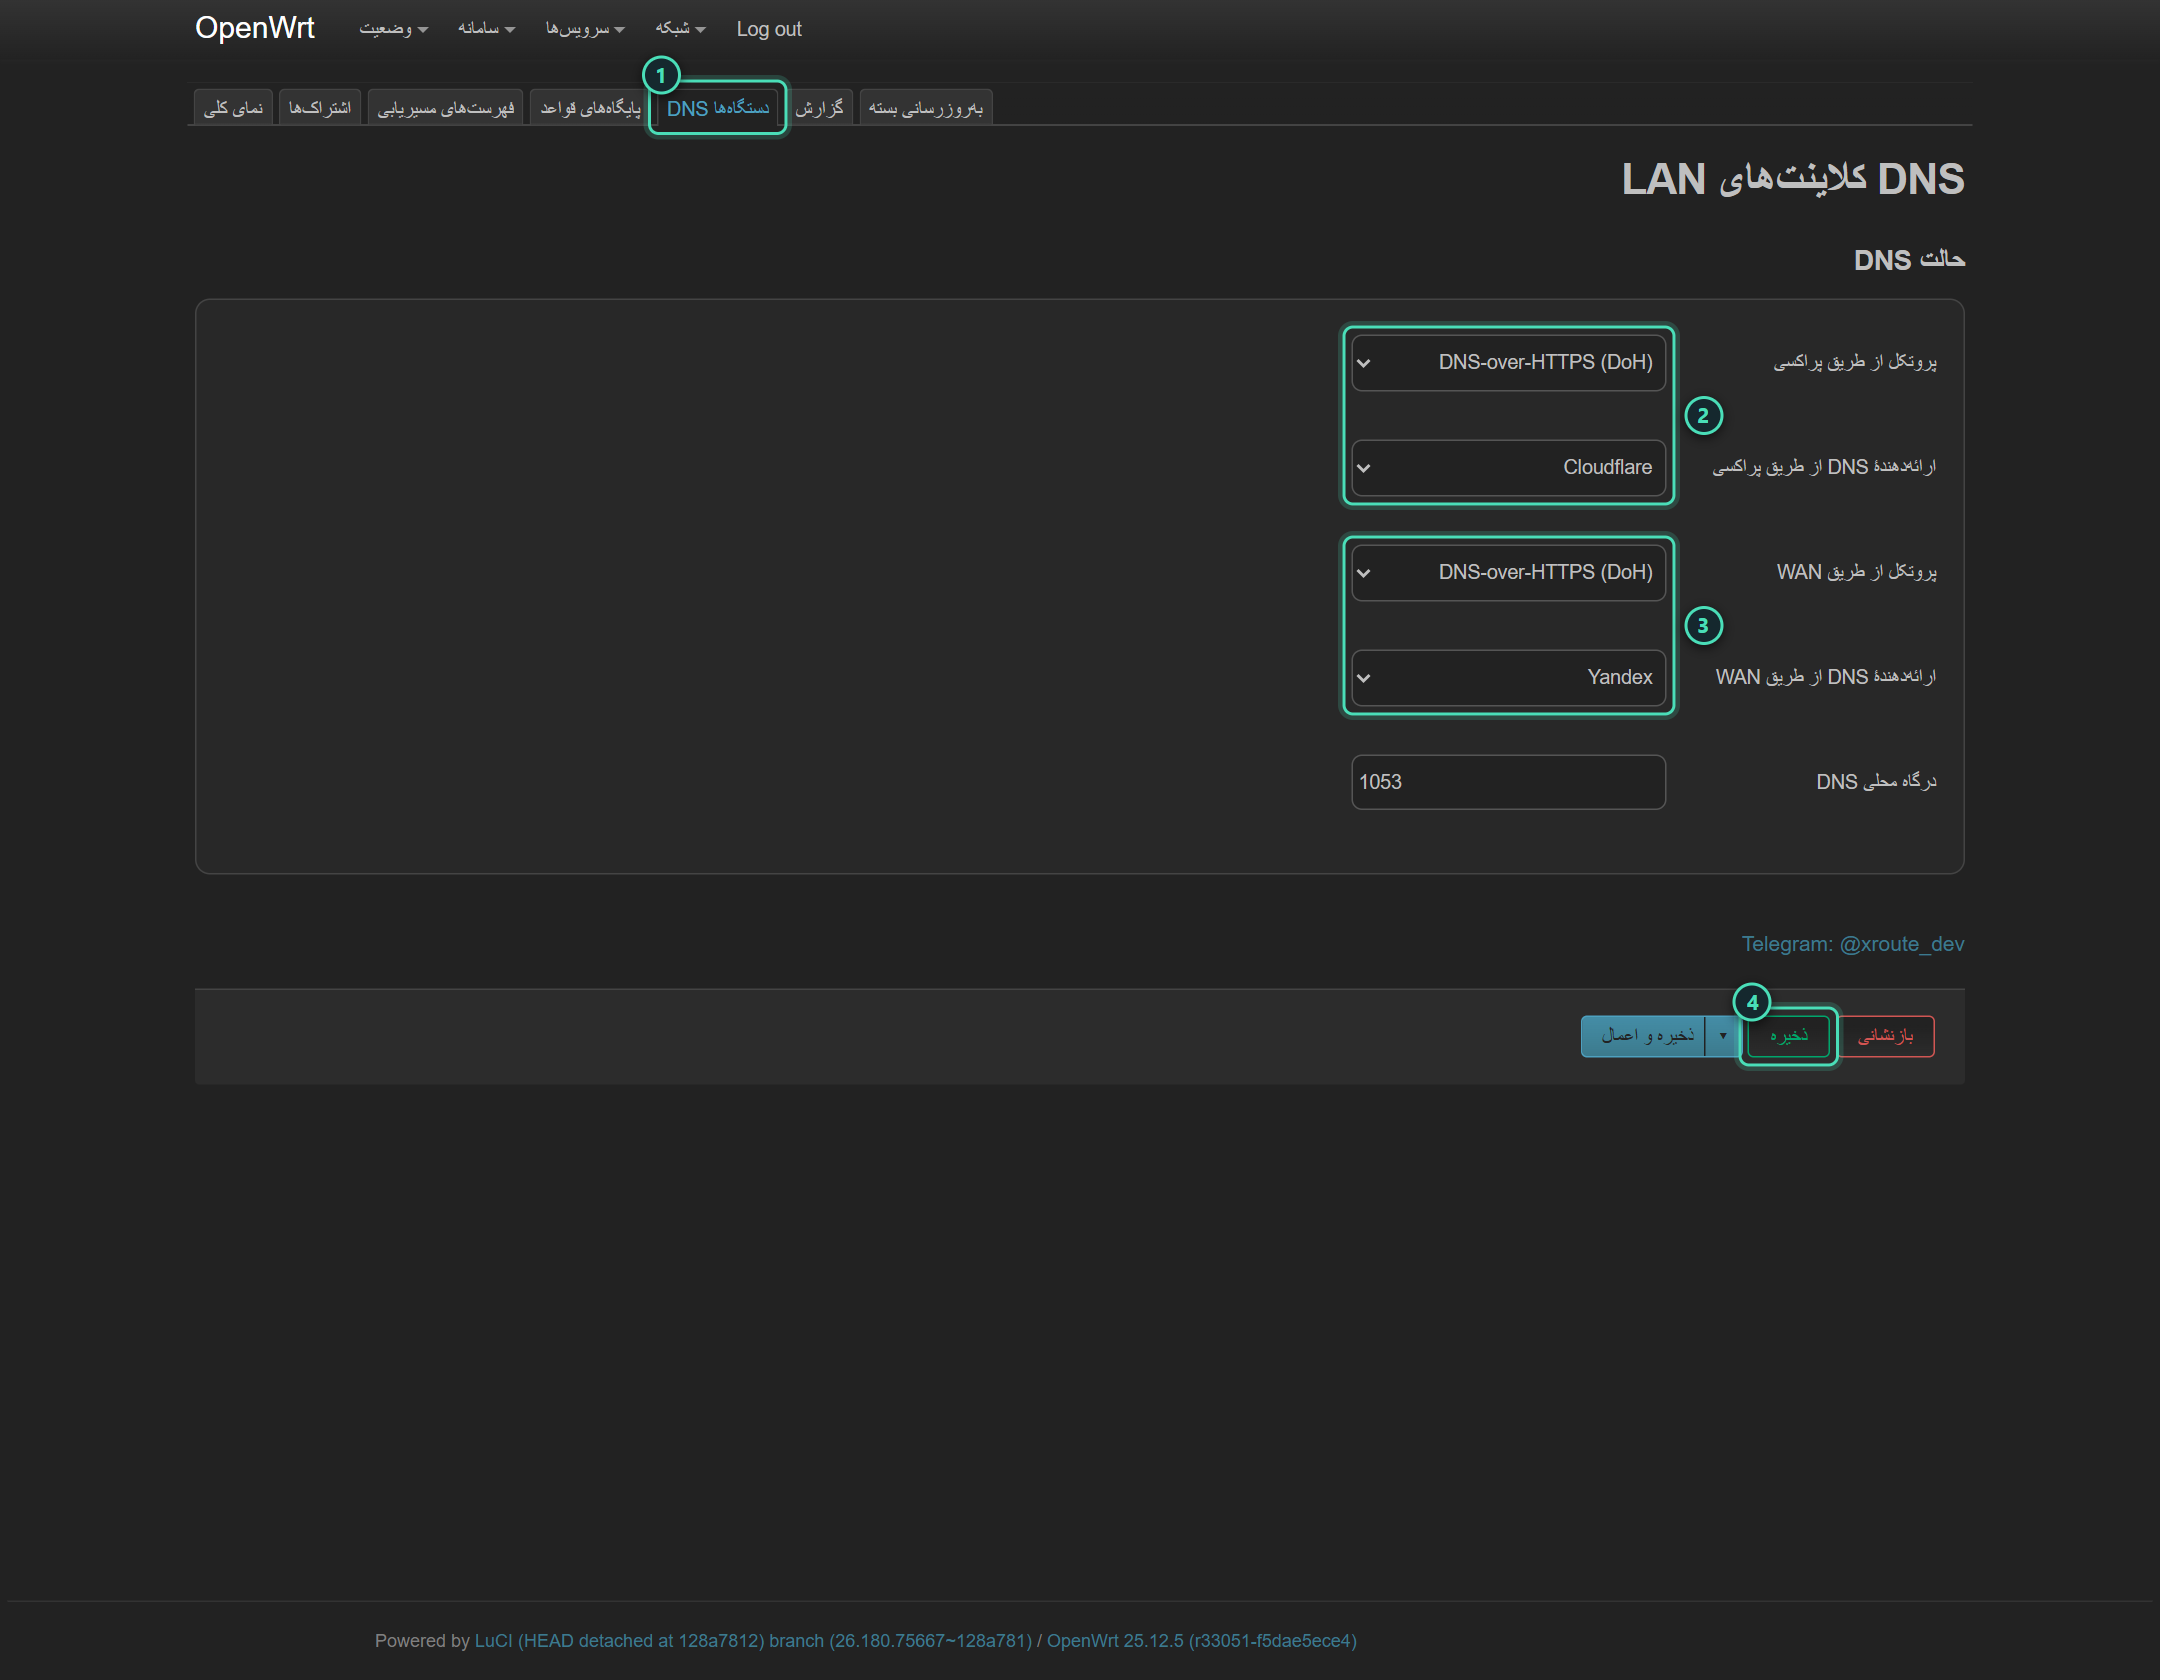 OpenWrt وضعیت سامانه سرویس‌ها شبکه Log out
1
نمای کلی اشتراک‌ها فهرست‌های مسیریابی پایگاه‌های قواعد DNS دستگاه‌ها گزارش به‌روزرسانی بسته
DNS کلاینت‌های LAN
حالت DNS
پروتکل از طریق پراکسی DNS-over-HTTPS (DoH)
2
ارائه‌دهندهٔ DNS از طریق پراکسی Cloudflare
پروتکل از طریق WAN DNS-over-HTTPS (DoH)
3
ارائه‌دهندهٔ DNS از طریق WAN Yandex
درگاه محلی DNS 1053
Telegram: @xroute_dev
4
بازنشانی ذخیره ذخیره و اعمال
Powered by LuCI (HEAD detached at 128a7812) branch (26.180.75667~128a781) / OpenWrt 25.12.5 (r33051-f5dae5ece4)